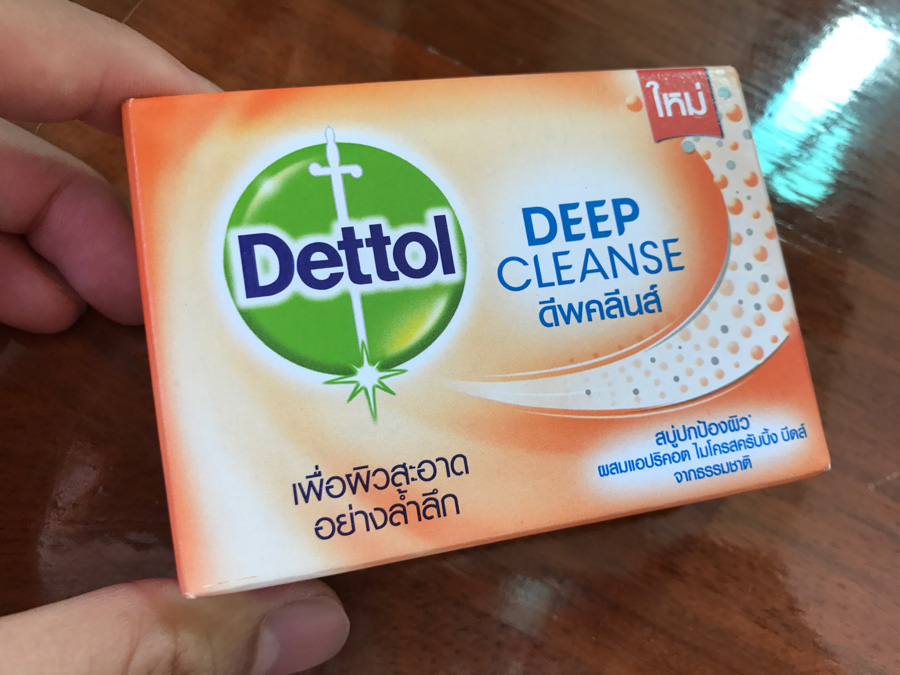 ใหม่
Dettol
DEEP
CLEANSE
ดีพคลีนส์
เพื่อผิวสะอาด
อย่างล้ำลึก
สบู่ปกป้องผิว*
ผสมแอปริคอต ไมโครสครับบิ้ง บีดส์
จากธรรมชาติ